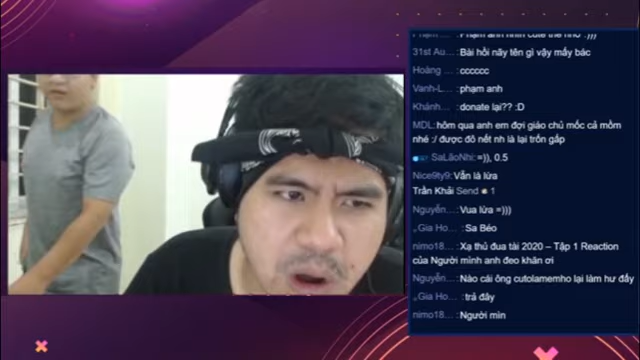 31st Au... : Bài hồi nãy tên gì vậy mấy bác
Hoàng ... : cccccc
Vanh-L... : phạm anh
Khánh... : donate lại?? :D
MDL: hôm qua anh em đợi giáo chủ mốc cả mồm
nhé :/ được đô nết nh là lại trốn gấp
SaLãoNhi: =)), 0.5
Nice9ty9: Vẫn là lừa
Trần Khải Send 1
Nguyễn... : Vua lừa =)))
Gia Ho... : Sa Béo
nimo18... : Xạ thủ đua tài 2020 – Tập 1 Reaction
của Người mình anh đeo khăn ơi
Nguyễn... : Nào cái ông cutolamemho lại làm hư đấy
Gia Ho... : trả đây
nimo18... : Người mìn